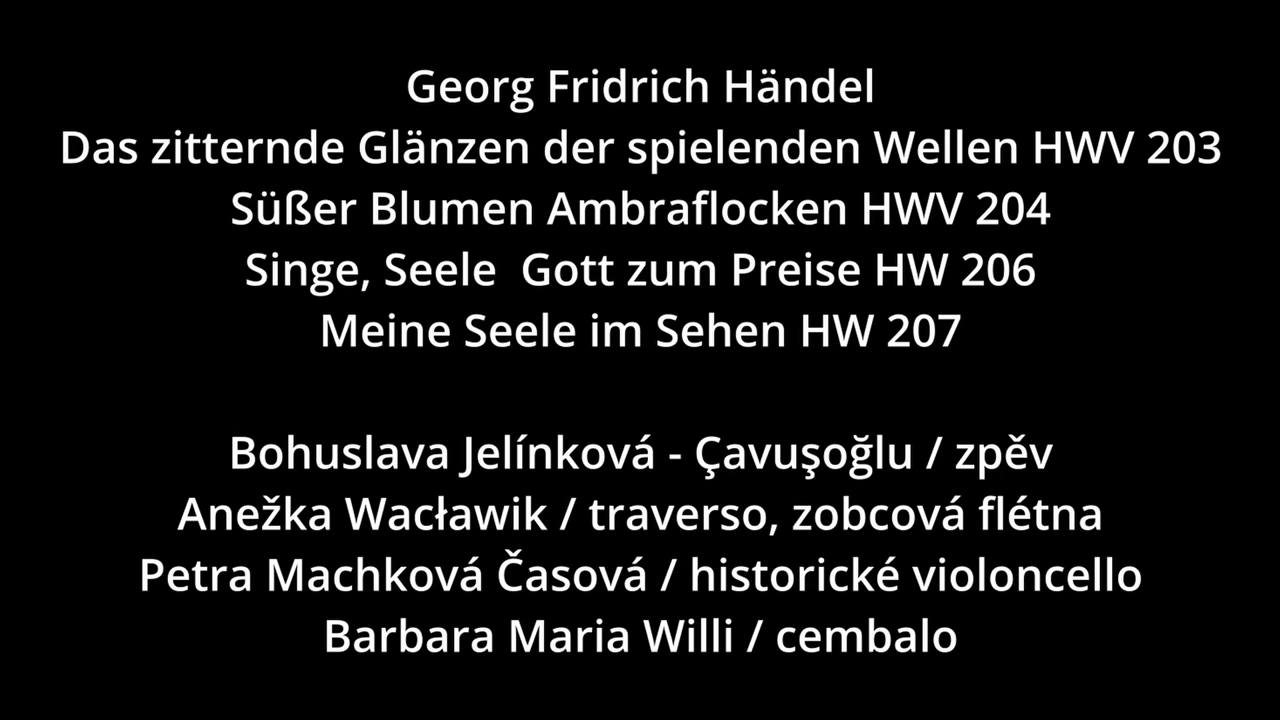 Georg Fridrich Händel
Das zitternde Glänzen der spielenden Wellen HWV 203
Süßer Blumen Ambraflocken HWV 204
Singe, Seele  Gott zum Preise HW 206
Meine Seele im Sehen HW 207
Bohuslava Jelínková - Çavuşoğlu / zpěv
Anežka Wacławik / traverso, zobcová flétna
Petra Machková Časová / historické violoncello
Barbara Maria Willi / cembalo